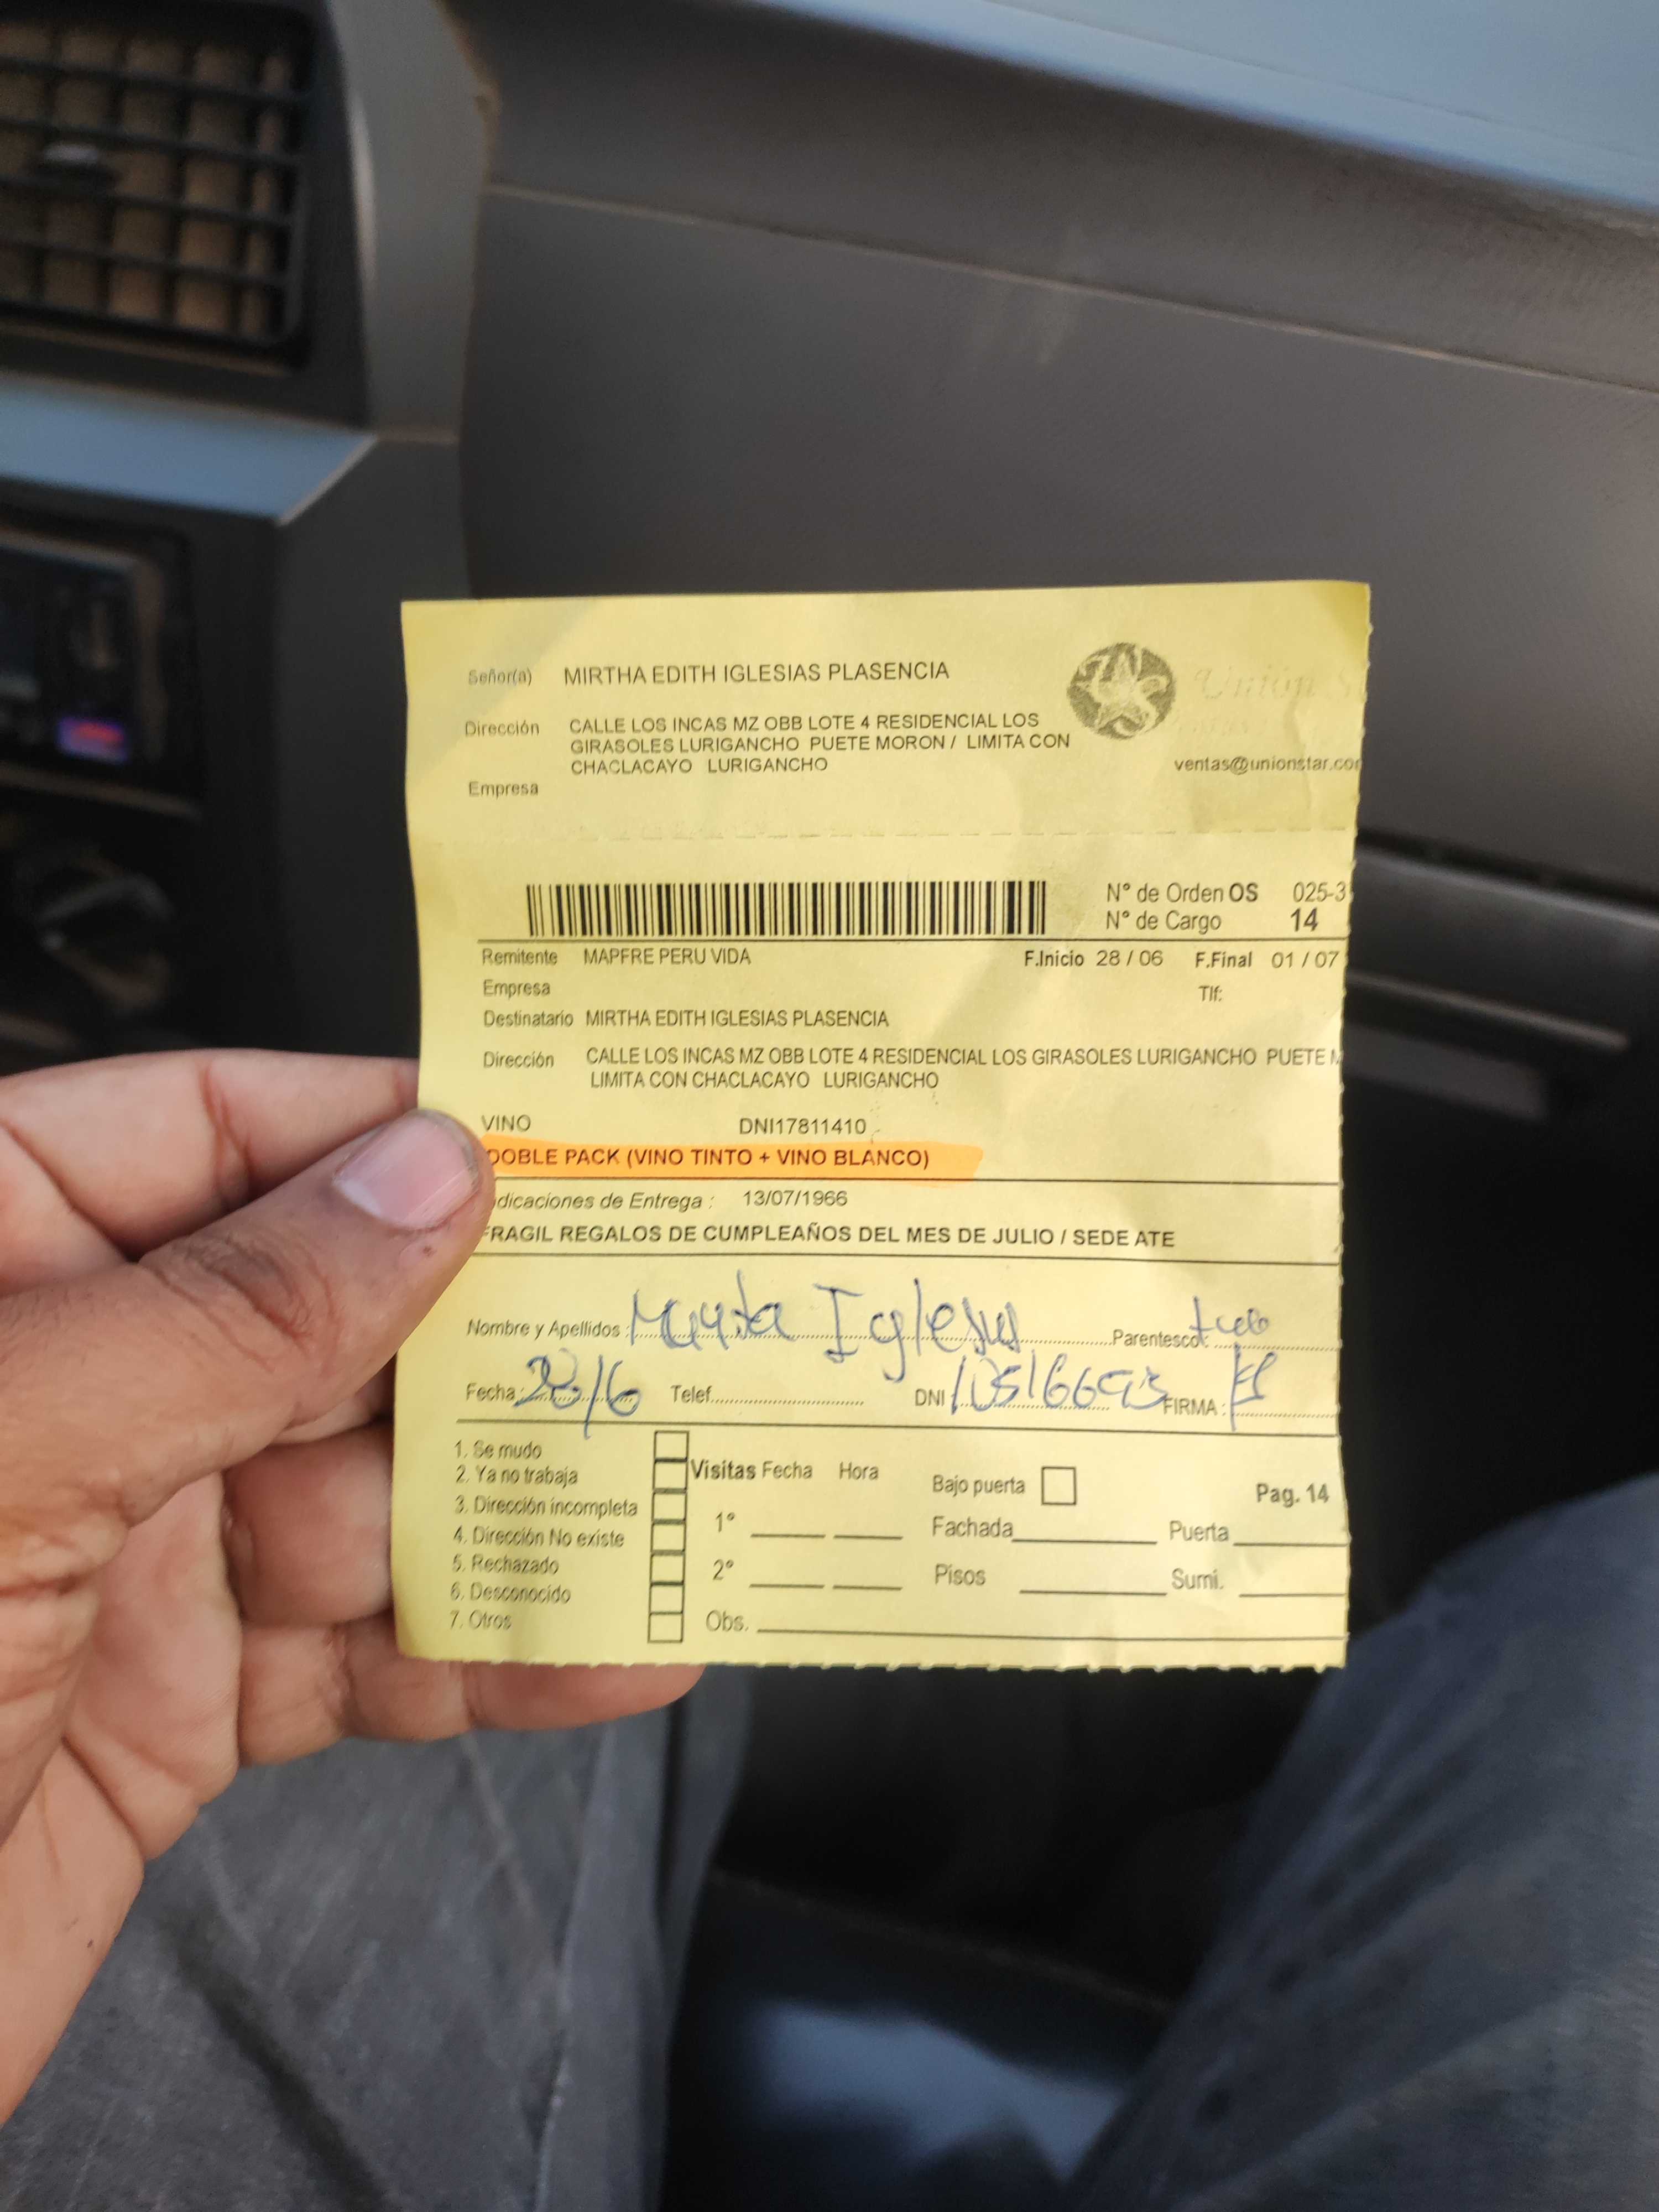 Señor(a) MIRTHA EDITH IGLESIAS PLASENCIA
Unión S
Dirección CALLE LOS INCAS MZ OBB LOTE 4 RESIDENCIAL LOS
GIRASOLES LURIGANCHO PUETE MORON / LIMITA CON
CHACLACAYO LURIGANCHO
ventas@unionstar.com
Empresa
N° de Orden OS 025-3
N° de Cargo 14
Remitente MAPFRE PERU VIDA F.Inicio 28 / 06 F.Final 01 / 07
Empresa Tlf:
Destinatario MIRTHA EDITH IGLESIAS PLASENCIA
Dirección CALLE LOS INCAS MZ OBB LOTE 4 RESIDENCIAL LOS GIRASOLES LURIGANCHO PUETE M
LIMITA CON CHACLACAYO LURIGANCHO
VINO DNI17811410
DOBLE PACK (VINO TINTO + VINO BLANCO)
dicaciones de Entrega : 13/07/1966
FRAGIL REGALOS DE CUMPLEAÑOS DEL MES DE JULIO / SEDE ATE
Nombre y Apellidos : Iglesias Parentesco:
Fecha: 28/6 Telef. DNI: FIRMA:
1. Se mudo
2. Ya no trabaja
3. Dirección incompleta
4. Dirección No existe
5. Rechazado
6. Desconocido
7. Otros
Visitas Fecha Hora
1°
2°
Obs.
Bajo puerta
Pag. 14
Fachada Puerta
Pisos Sumi.